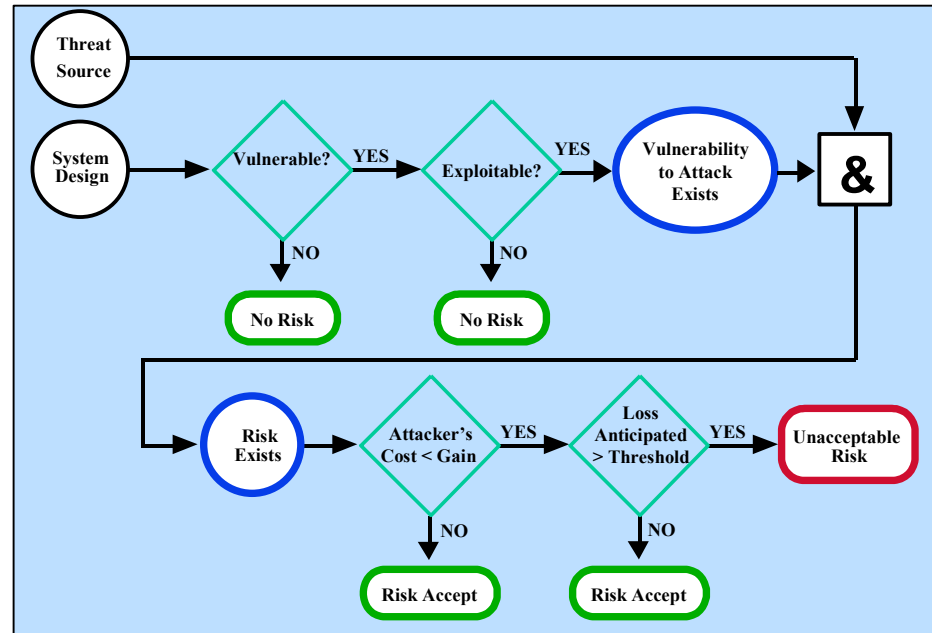 Threat
Source
System
Design
Vulnerable?
YES
NO
No Risk
Exploitable?
YES
NO
No Risk
Vulnerability
to Attack
Exists
&
Risk
Exists
Attacker's
Cost < Gain
YES
NO
Risk Accept
Loss
Anticipated
> Threshold
YES
NO
Risk Accept
Unacceptable
Risk